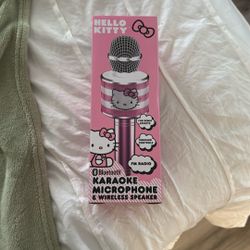 HELLO
KITTY
FM RADIO
Bluetooth
KARAOKE
MICROPHONE
& WIRELESS SPEAKER